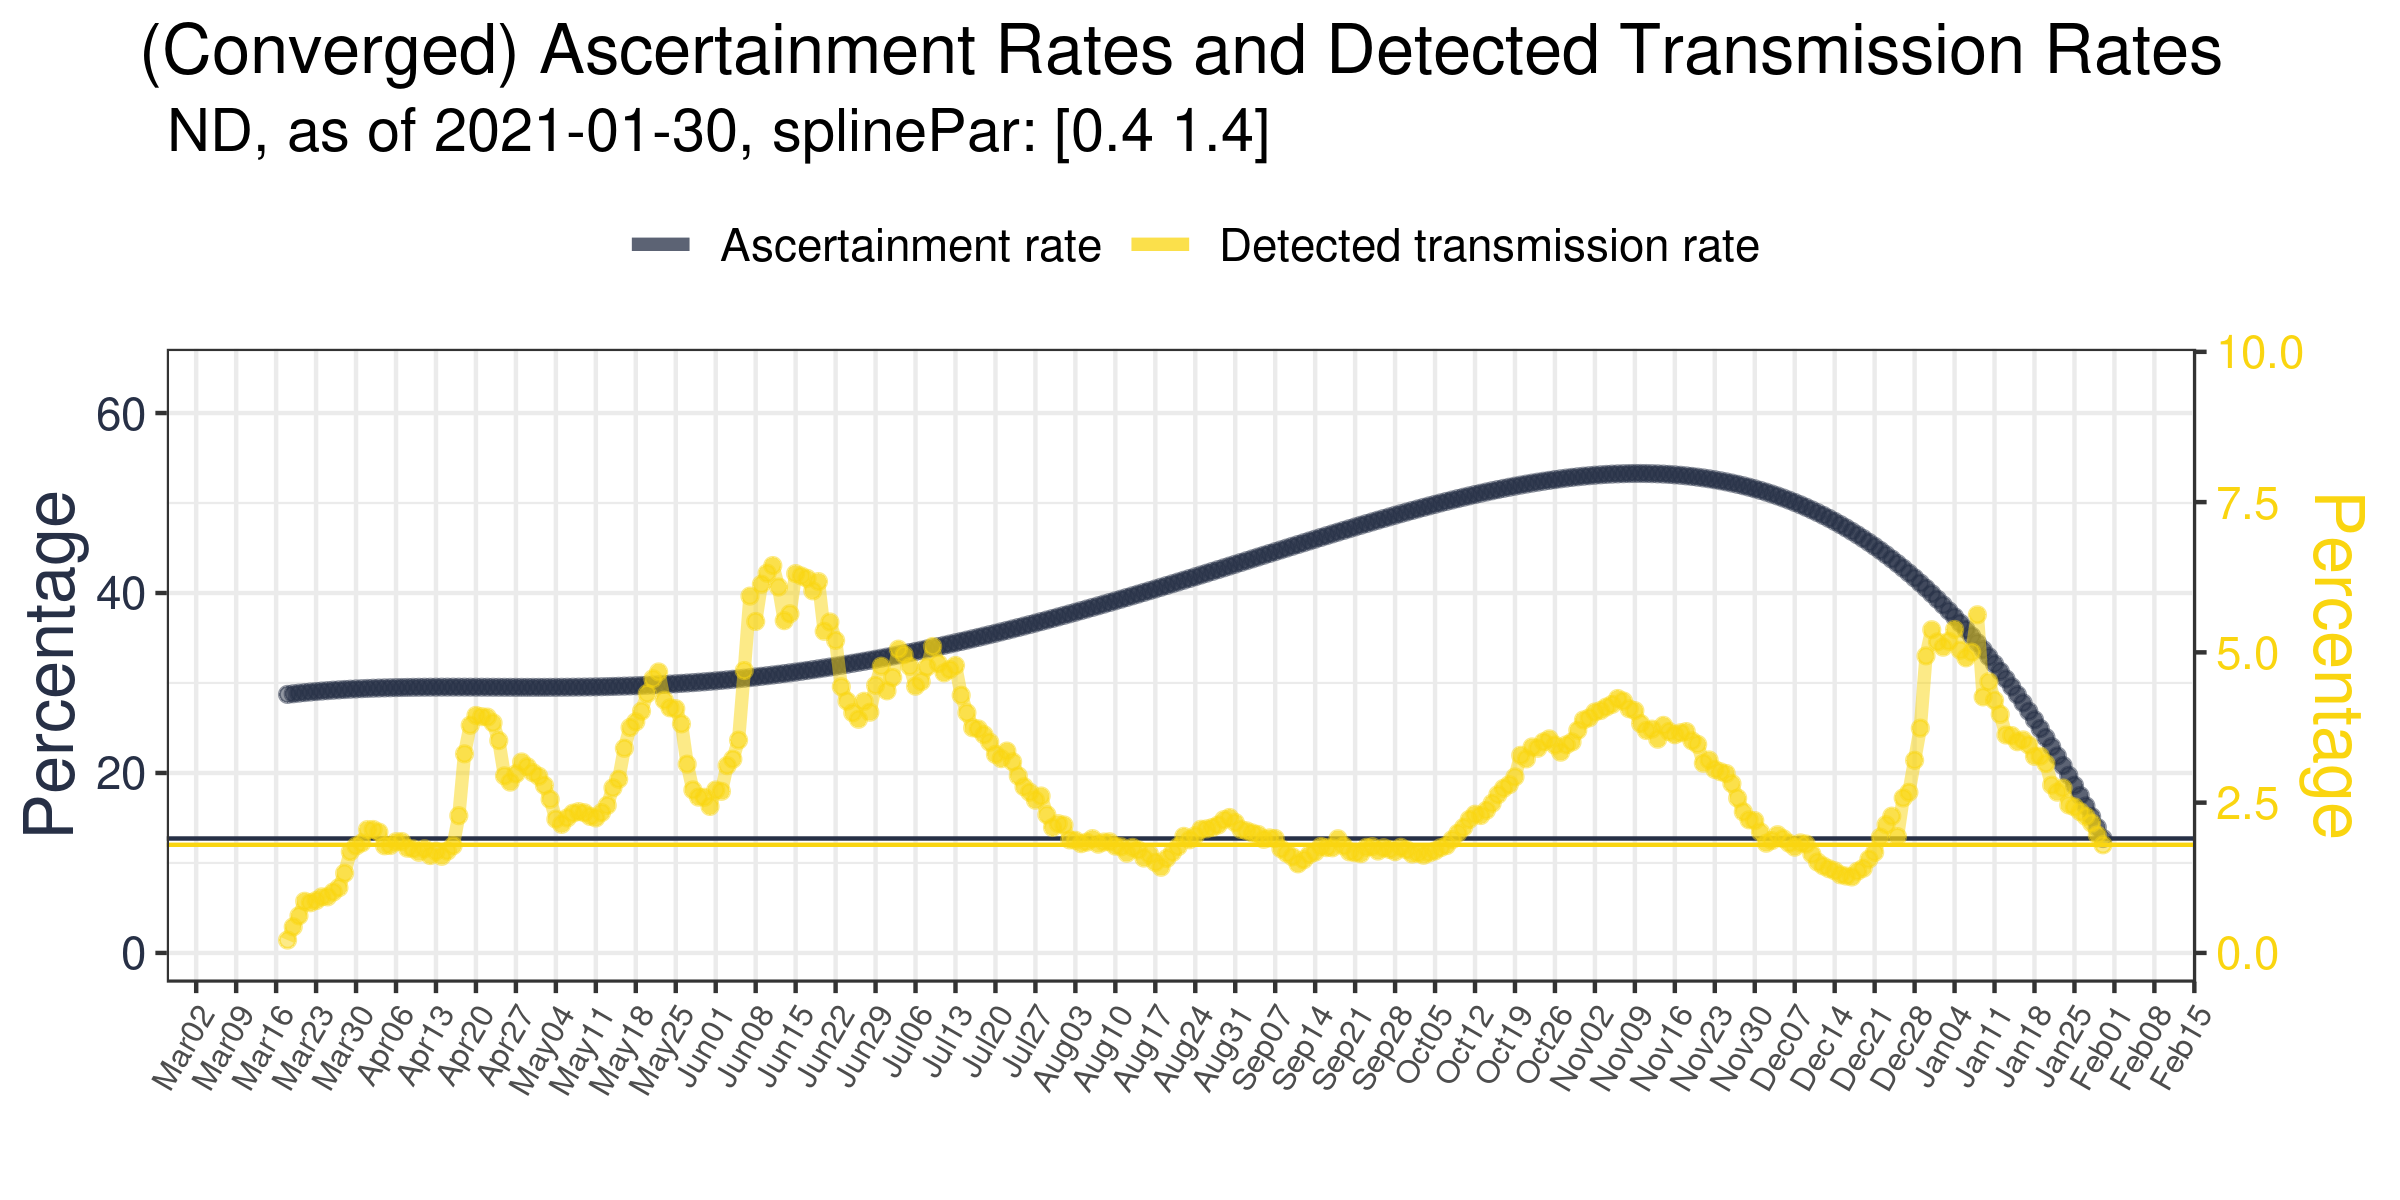 (Converged) Ascertainment Rates and Detected Transmission Rates
ND, as of 2021-01-30, splinePar: [0.4 1.4]
Ascertainment rate
Detected transmission rate
Percentage
60
40
20
0
10.0
7.5
5.0
2.5
0.0
Percentage
Mar02
Mar09
Mar16
Mar23
Mar30
Apr06
Apr13
Apr20
Apr27
May04
May11
May18
May25
Jun01
Jun08
Jun15
Jun22
Jun29
Jul06
Jul13
Jul20
Jul27
Aug03
Aug10
Aug17
Aug24
Aug31
Sep07
Sep14
Sep21
Sep28
Oct05
Oct12
Oct19
Oct26
Nov02
Nov09
Nov16
Nov23
Nov30
Dec07
Dec14
Dec21
Dec28
Jan04
Jan11
Jan18
Jan25
Feb01
Feb08
Feb15